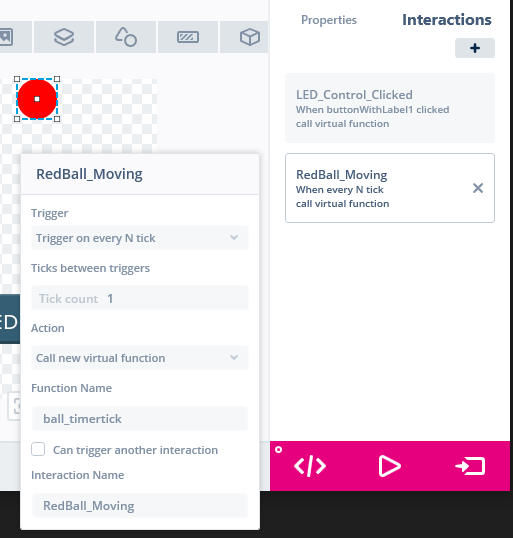 Properties
Interactions
+
LED_Control_Clicked
When buttonWithLabel1 clicked
call virtual function
RedBall_Moving
When every N tick
call virtual function
RedBall_Moving
Trigger
Trigger on every N tick
Ticks between triggers
Tick count 1
Action
Call new virtual function
Function Name
ball_timertick
Can trigger another interaction
Interaction Name
RedBall_Moving
ED